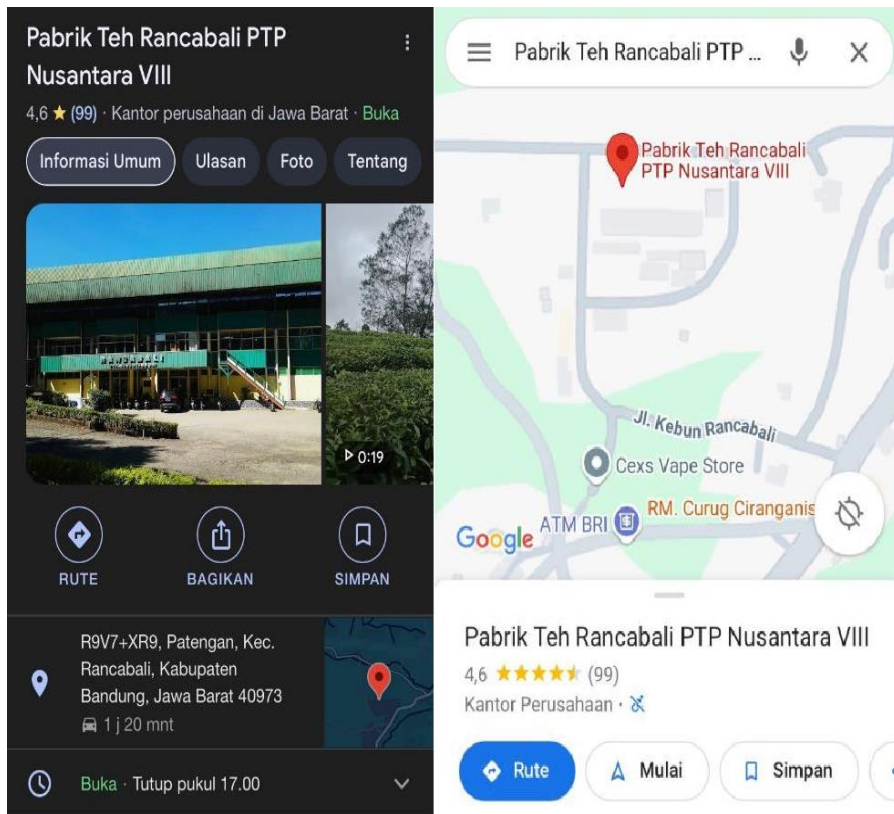 Pabrik Teh Rancabali PTP
Nusantara VIII
4,6 ★ (99) · Kantor perusahaan di Jawa Barat · Buka
Informasi Umum
Ulasan
Foto
Tentang
RANCABALI
0:19
RUTE
BAGIKAN
SIMPAN
R9V7+XR9, Patengan, Kec.
Rancabali, Kabupaten
Bandung, Jawa Barat 40973
1 j 20 mnt
Buka · Tutup pukul 17.00
Pabrik Teh Rancabali PTP ...
Pabrik Teh Rancabali
PTP Nusantara VIII
Jl. Kebun Rancabali
Cexs Vape Store
RM. Curug Ciranganis
ATM BRI
Google
Pabrik Teh Rancabali PTP Nusantara VIII
4,6 ★★★★★ (99)
Kantor Perusahaan ·
Rute
Mulai
Simpan